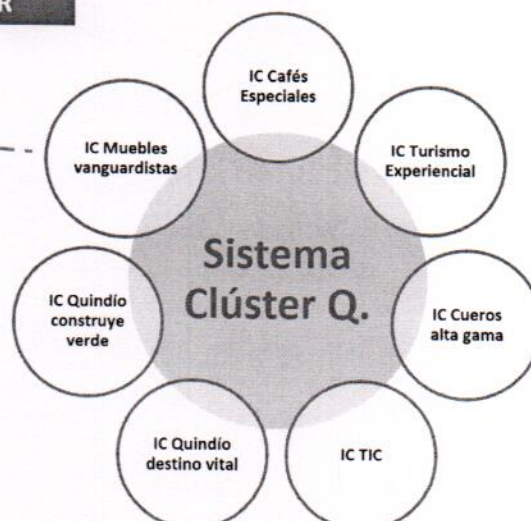 R
IC Cafés
Especiales
IC Muebles
vanguardistas
IC Turismo
Experiencial
Sistema
Clúster Q.
IC Quindío
construye
verde
IC Cueros
alta gama
IC Quindío
destino vital
IC TIC